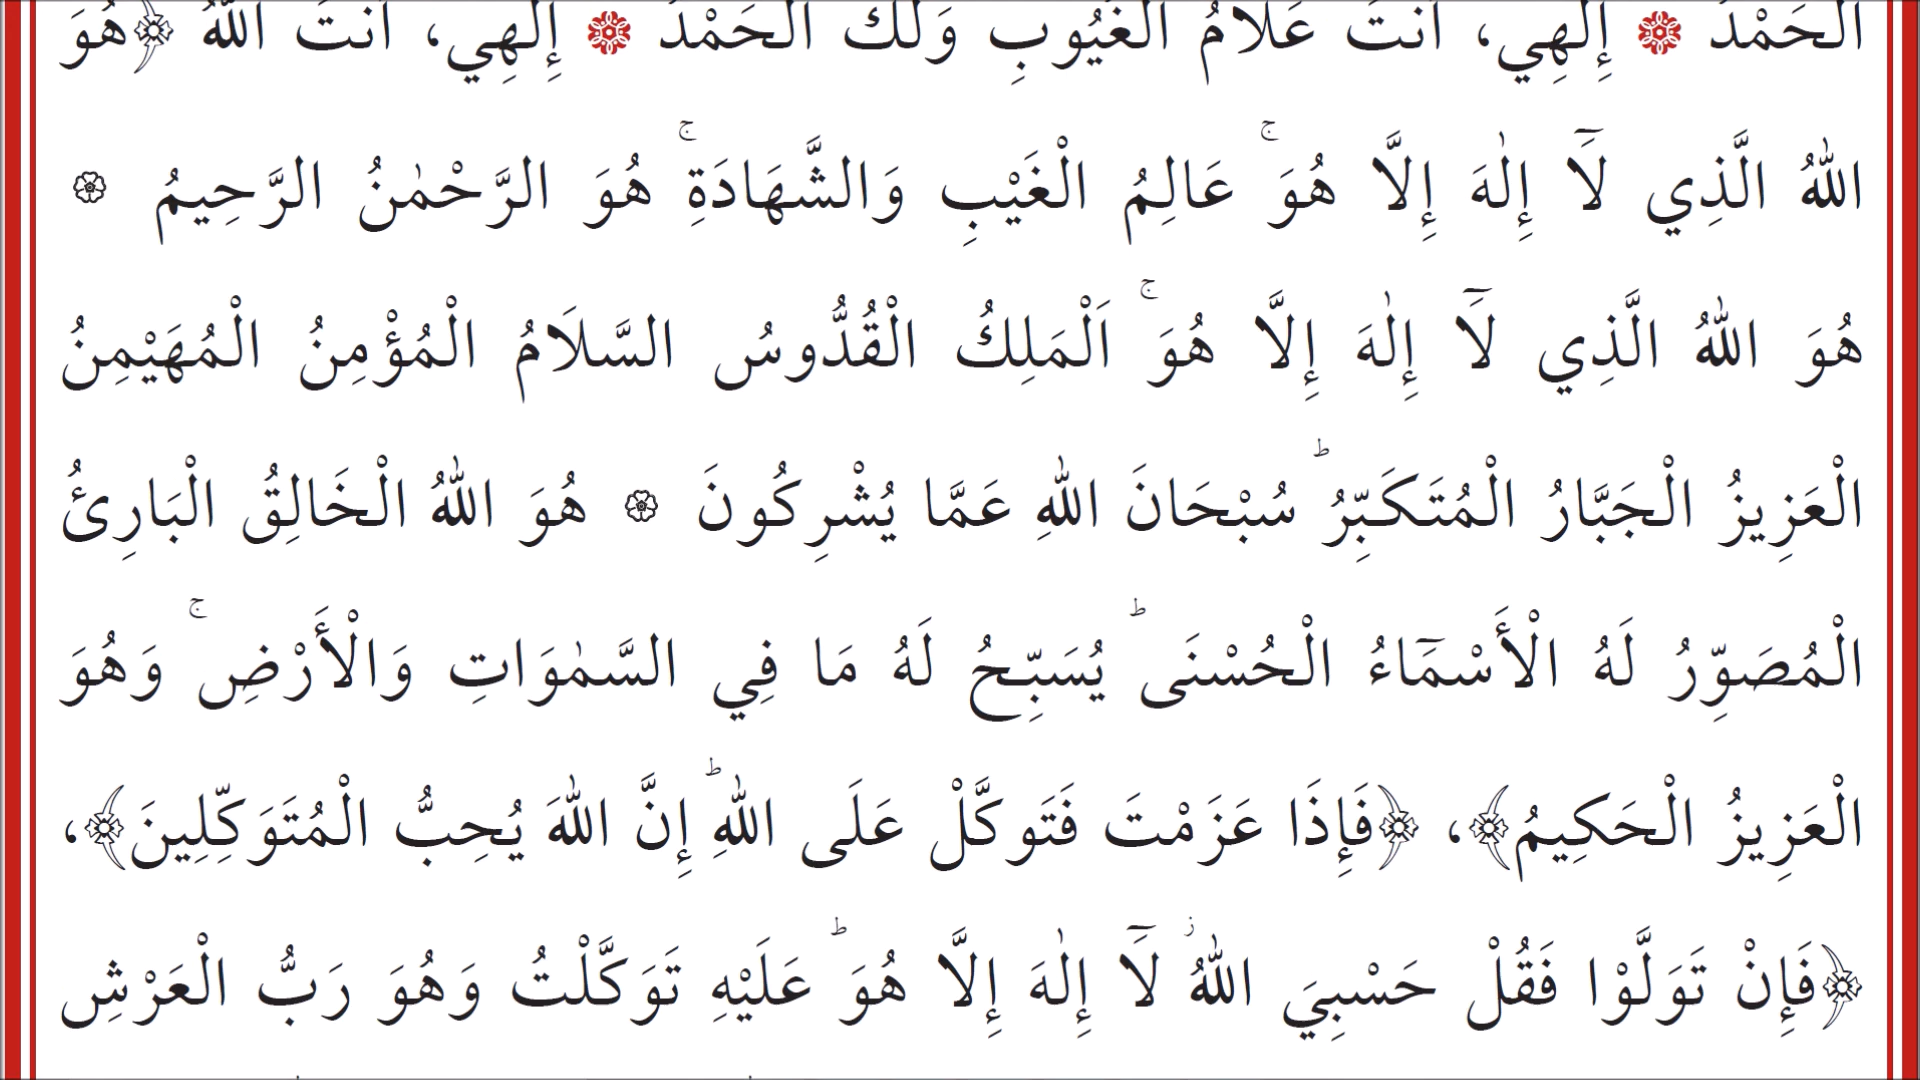 الْحَمْدُ ۞ إِلٰهِي، أَنْتَ عَلَّامُ الْغُيُوبِ وَلَكَ الْحَمْدُ ۞ إِلٰهِي، أَنْتَ اللّٰهُ ﴿هُوَ
اللّٰهُ الَّذِي لَآ إِلٰهَ إِلَّا هُوَ ۚ عَالِمُ الْغَيْبِ وَالشَّهَادَةِ ۚ هُوَ الرَّحْمٰنُ الرَّحِيمُ ۞
هُوَ اللّٰهُ الَّذِي لَآ إِلٰهَ إِلَّا هُوَ ۚ اَلْمَلِكُ الْقُدُّوسُ السَّلَامُ الْمُؤْمِنُ الْمُهَيْمِنُ
الْعَزِيزُ الْجَبَّارُ الْمُتَكَبِّرُ ؕ سُبْحَانَ اللّٰهِ عَمَّا يُشْرِكُونَ ۞ هُوَ اللّٰهُ الْخَالِقُ الْبَارِئُ
الْمُصَوِّرُ لَهُ الْأَسْمَآءُ الْحُسْنَى ؕ يُسَبِّحُ لَهُ مَا فِي السَّمٰوَاتِ وَالْأَرْضِ ۚ وَهُوَ
الْعَزِيزُ الْحَكِيمُ﴾، ﴿فَإِذَا عَزَمْتَ فَتَوكَّلْ عَلَى اللّٰهِ ؕ إِنَّ اللّٰهَ يُحِبُّ الْمُتَوَكِّلِينَ﴾،
﴿فَإِنْ تَوَلَّوْا فَقُلْ حَسْبِيَ اللّٰهُ ؗ لَآ إِلٰهَ إِلَّا هُوَ ؕ عَلَيْهِ تَوَكَّلْتُ وَهُوَ رَبُّ الْعَرْشِ